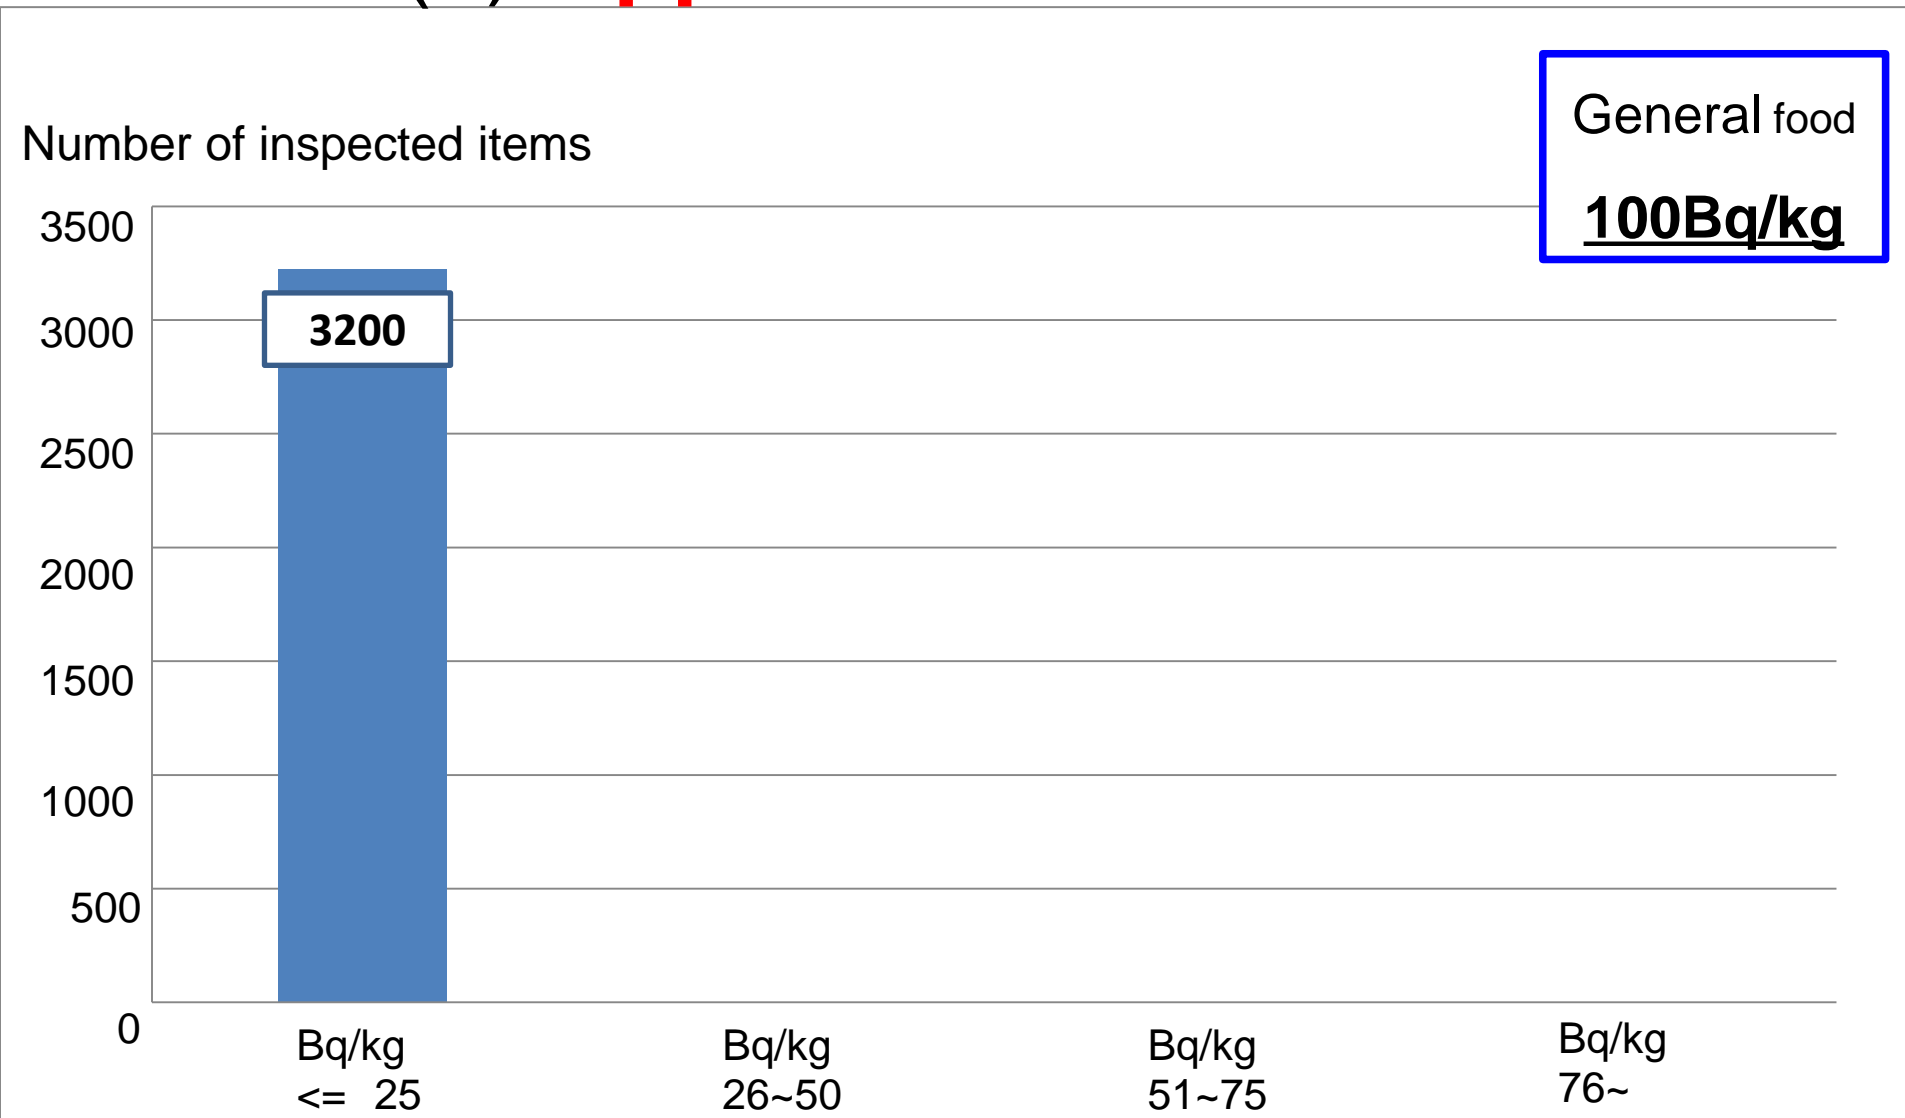 Number of inspected items
General food
100Bq/kg
3500
3000
2500
2000
1500
1000
500
0
3200
Bq/kg
<= 25
Bq/kg
26~50
Bq/kg
51~75
Bq/kg
76~